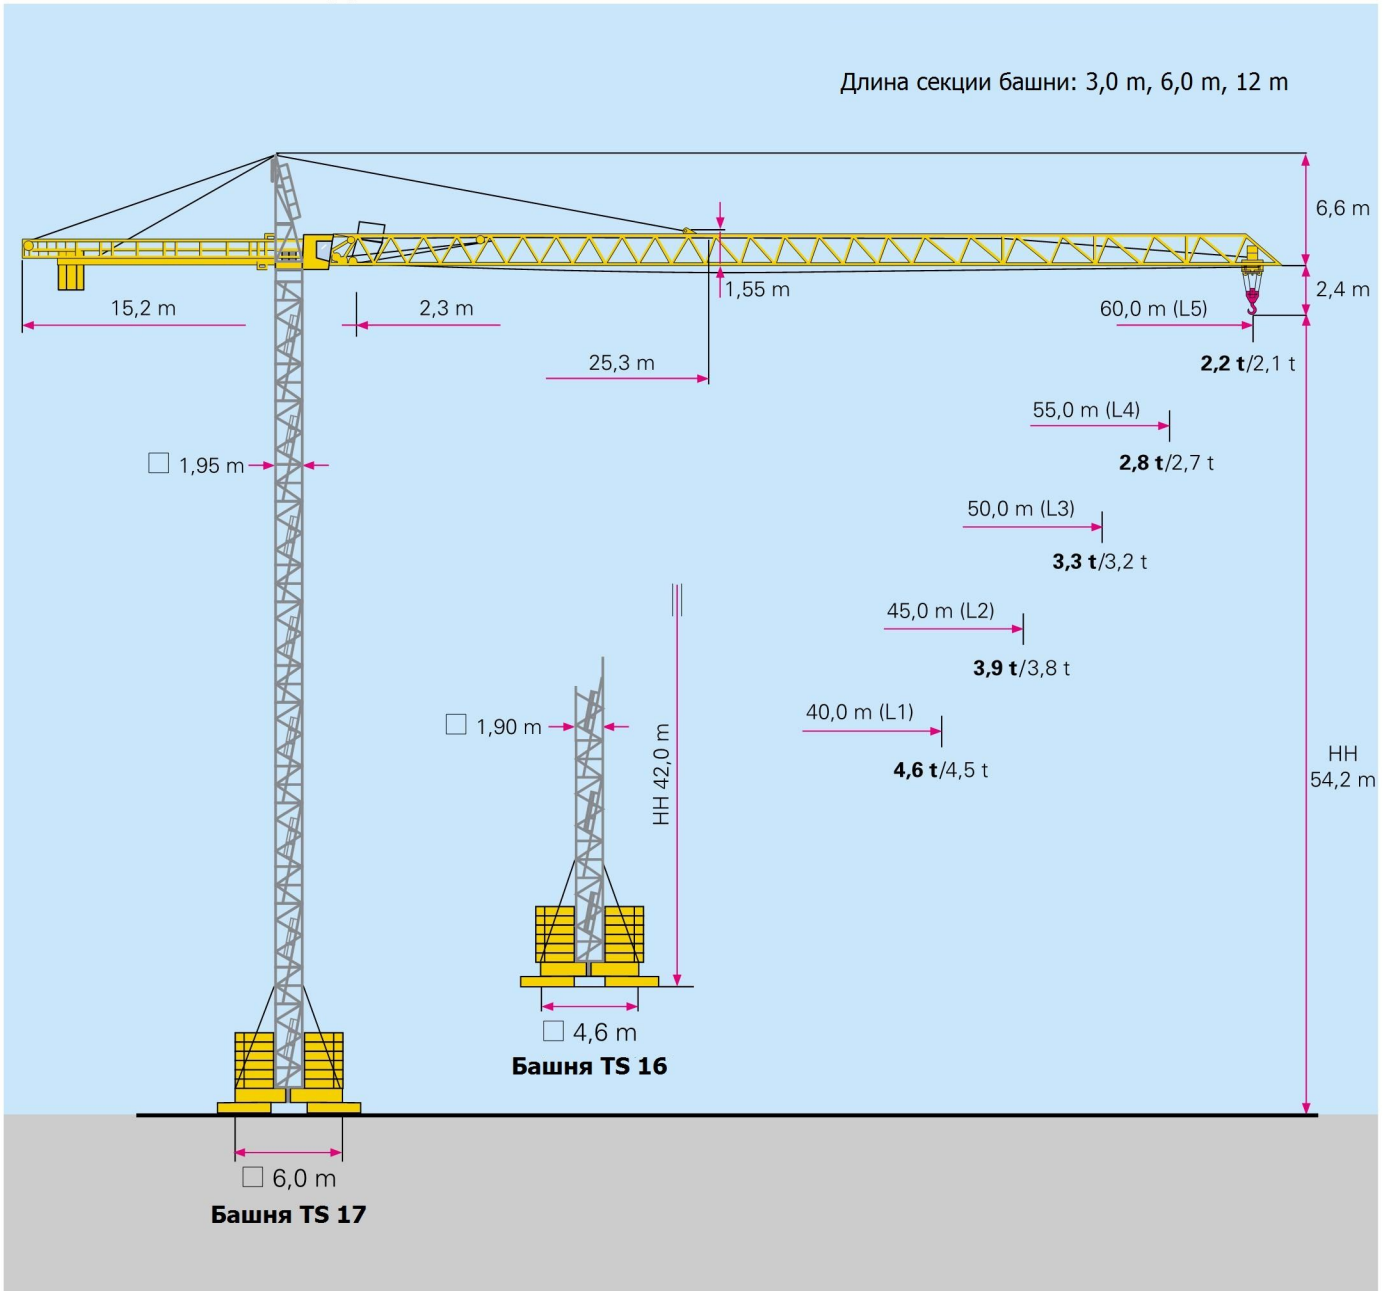 Длина секции башни: 3,0 m, 6,0 m, 12 m
6,6 m
2,4 m
1,55 m
15,2 m
2,3 m
60,0 m (L5)
2,2 t/2,1 t
25,3 m
55,0 m (L4)
2,8 t/2,7 t
1,95 m
50,0 m (L3)
3,3 t/3,2 t
45,0 m (L2)
3,9 t/3,8 t
40,0 m (L1)
4,6 t/4,5 t
1,90 m
HH 42,0 m
HH
54,2 m
4,6 m
Башня TS 16
6,0 m
Башня TS 17